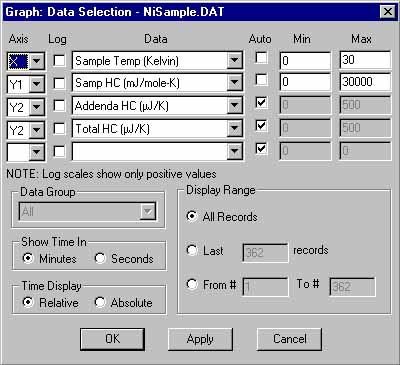 Graph: Data Selection - NiSample.DAT
Axis Log Data Auto Min Max
X Sample Temp (Kelvin) 0 30
Y1 Samp HC (mJ/mole-K) 0 30000
Y2 Addenda HC (µJ/K) 0 500
Y2 Total HC (µJ/K) 0 500
0 0
NOTE: Log scales show only positive values
Data Group
All
Show Time In
Minutes Seconds
Time Display
Relative Absolute
Display Range
All Records
Last 362 records
From # 1 To # 362
OK Apply Cancel